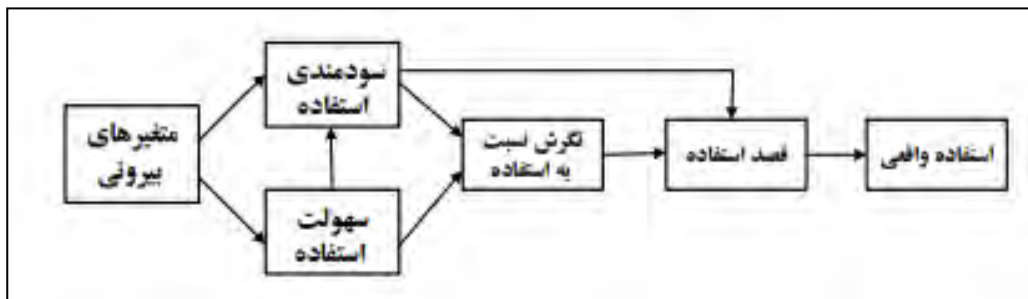 سودمندی
استفاده
متغیرهای
بیرونی
نگرش نسبت
به استفاده
قصد استفاده
استفاده واقعی
سهولت
استفاده